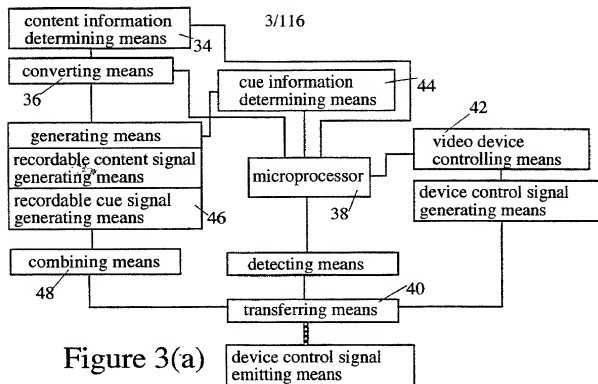 content information
determining means
34
3/116
converting means
36
cue information
determining means
44
42
generating means
recordable content signal
generating means
recordable cue signal
generating means
46
microprocessor
38
video device
controlling means
device control signal
generating means
combining means
48
detecting means
40
transferring means
Figure 3(a)
device control signal
emitting means